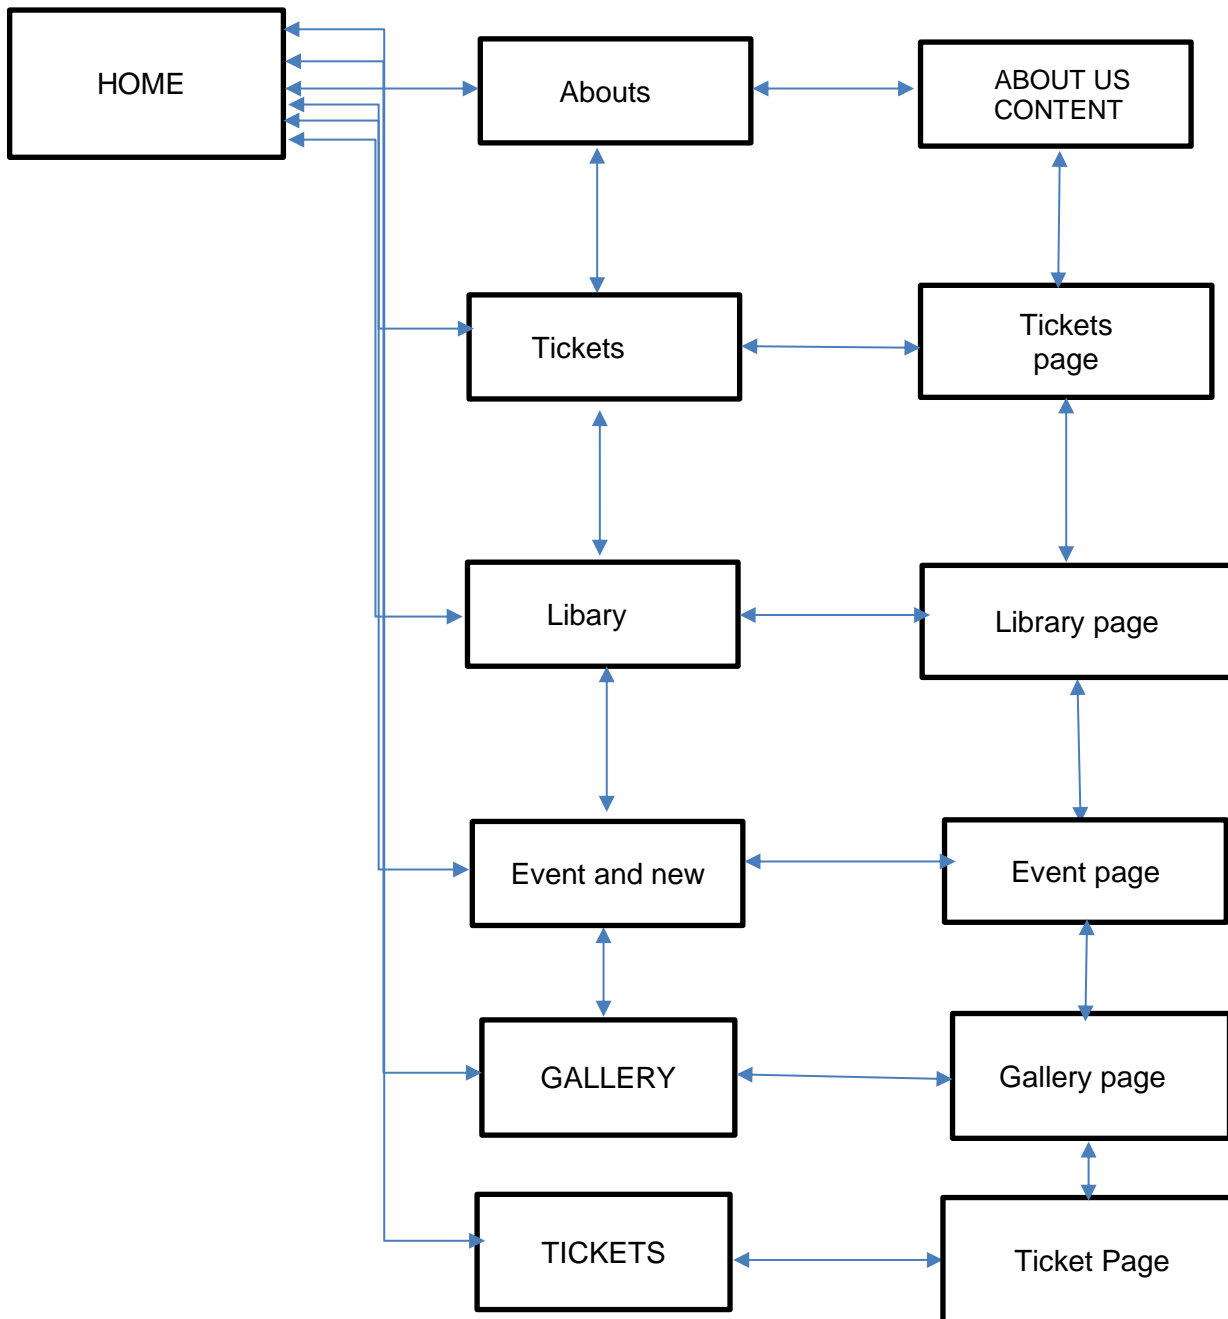 HOME
Abouts
ABOUT US
CONTENT
Tickets
Tickets
page
Libary
Library page
Event and new
Event page
GALLERY
Gallery page
TICKETS
Ticket Page